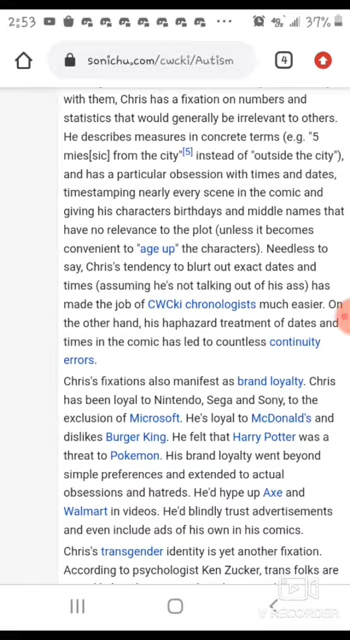 2:53 37%
sonichu.com/cwcki/Autism 4
with them, Chris has a fixation on numbers and
statistics that would generally be irrelevant to others.
He describes measures in concrete terms (e.g. "5
mies[sic] from the city"[5] instead of "outside the city"),
and has a particular obsession with times and dates,
timestamping nearly every scene in the comic and
giving his characters birthdays and middle names that
have no relevance to the plot (unless it becomes
convenient to "age up" the characters). Needless to
say, Chris's tendency to blurt out exact dates and
times (assuming he's not talking out of his ass) has
made the job of CWCki chronologists much easier. On
the other hand, his haphazard treatment of dates and
times in the comic has led to countless continuity
errors.
Chris's fixations also manifest as brand loyalty. Chris
has been loyal to Nintendo, Sega and Sony, to the
exclusion of Microsoft. He's loyal to McDonald's and
dislikes Burger King. He felt that Harry Potter was a
threat to Pokemon. His brand loyalty went beyond
simple preferences and extended to actual
obsessions and hatreds. He'd hype up Axe and
Walmart in videos. He'd blindly trust advertisements
and even include ads of his own in his comics.
Chris's transgender identity is yet another fixation.
According to psychologist Ken Zucker, trans folks are
V RECORDER